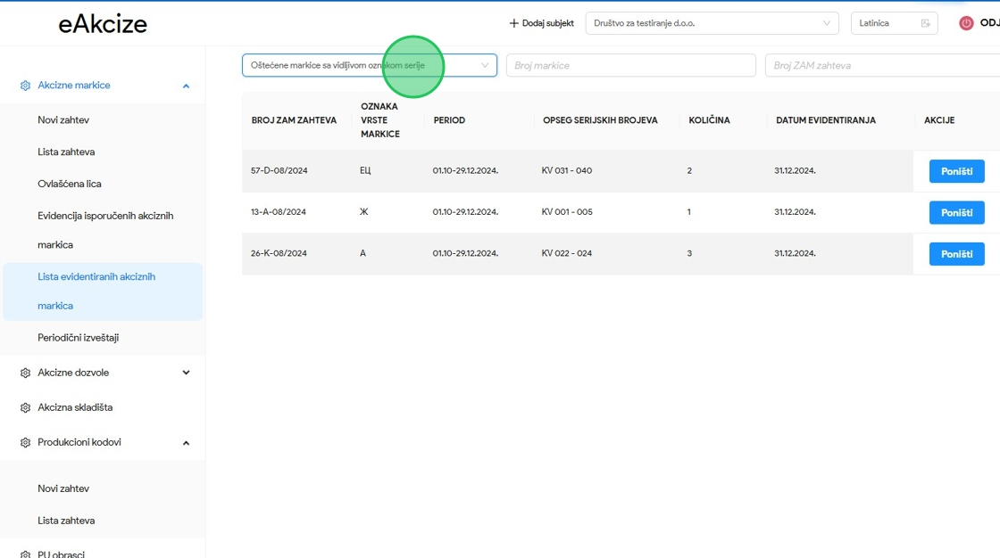 eAkcize
Dodaj subjekt
Društvo za testiranje d.o.o.
Latinica
Oštećene markice sa vidljivom oznakom serije
Broj markice
Broj ZAM zahteva
Akcizne markice
Novi zahtev
Lista zahteva
Ovlašćena lica
Evidencija isporučenih akciznih
markica
Lista evidentiranih akciznih
markica
Periodični izveštaji
Akcizne dozvole
Akcizna skladišta
Produkcioni kodovi
Novi zahtev
Lista zahteva
PU obrasci
BROJ ZAM ZAHTEVA
OZNAKA
VRSTE
MARKICE
PERIOD
OPSEG SERIJSKIH BROJEVA
KOLIČINA
DATUM EVIDENTIRANJA
AKCIJE
57-D-08/2024 ЕЦ 01.10-29.12.2024. KV 031 - 040 2 31.12.2024. Poništi
13-A-08/2024 Ж 01.10-29.12.2024. KV 001 - 005 1 31.12.2024. Poništi
26-K-08/2024 А 01.10-29.12.2024. KV 022 - 024 3 31.12.2024. Poništi